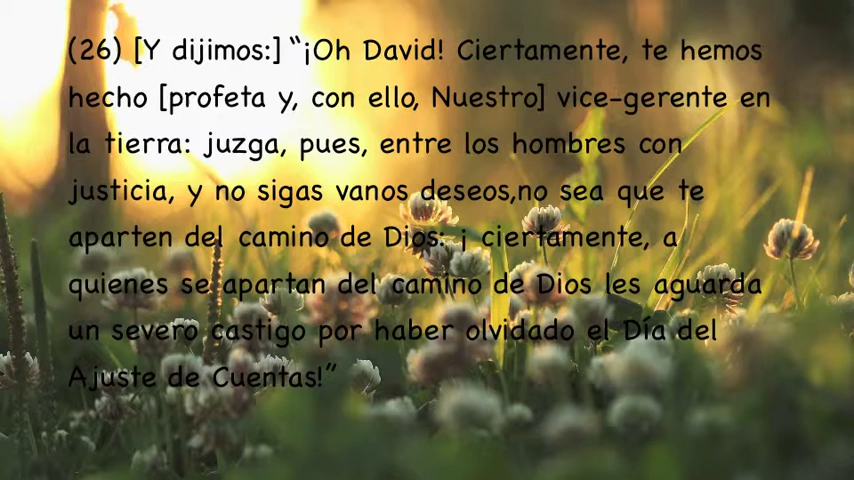 (26) [Y dijimos:] “¡Oh David! Ciertamente, te hemos
hecho [profeta y, con ello, Nuestro] vice-gerente en
la tierra: juzga, pues, entre los hombres con
justicia, y no sigas vanos deseos,no sea que te
aparten del camino de Dios: ¡ ciertamente, a
quienes se apartan del camino de Dios les aguarda
un severo castigo por haber olvidado el Día del
Ajuste de Cuentas!”